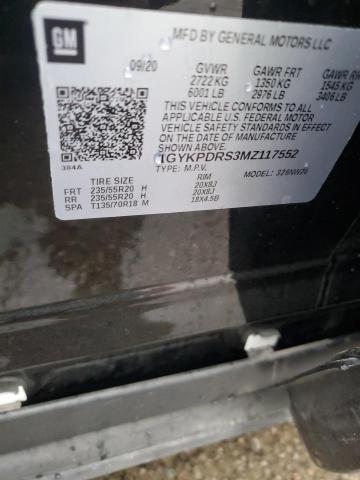 GM
MFD BY GENERAL MOTORS LLC
09/20 GVWR GAWR FRT GAWR RR
2722 KG 1350 KG 1545 KG
6001 LB 2976 LB 3406 LB
THIS VEHICLE CONFORMS TO ALL
APPLICABLE U.S. FEDERAL MOTOR
VEHICLE SAFETY STANDARDS IN EFFECT
ON THE DATE OF MANUFACTURE
SHOWN ABOVE.
1GYKPDRS3MZ117552
384A TYPE: M.P.V. MODEL:
TIRE SIZE RIM
FRT 235/55R20 H 20X8J
RR 235/55R20 H 20X8J
SPA T135/70R18 M 18X4.5B